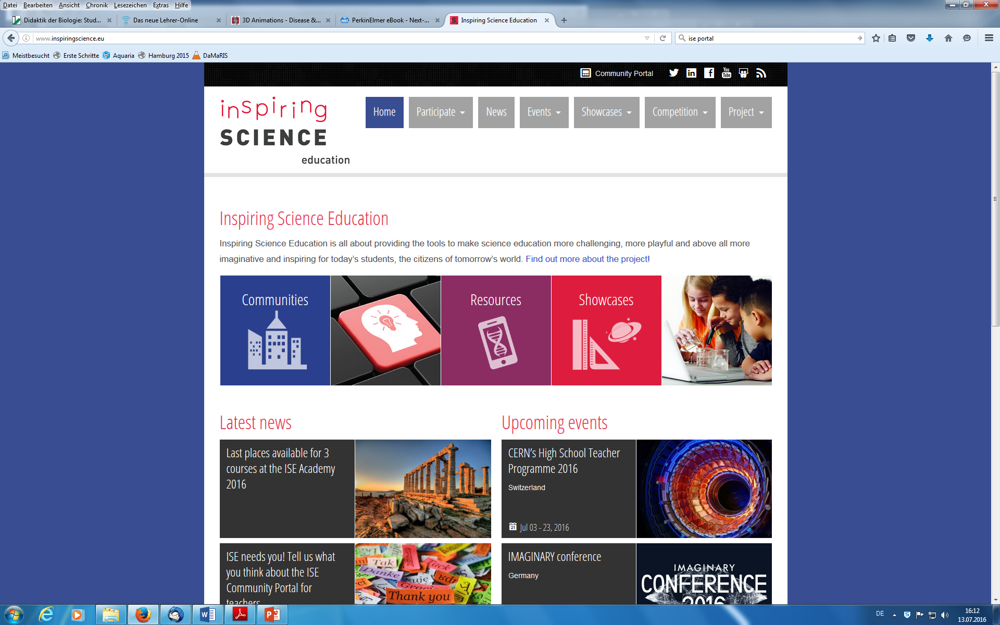 Datei Bearbeiten Ansicht Chronik Lesezeichen Extras Hilfe
Didaktik der Biologie: Stud... Das neue Lehrer-Online 3D Animations - Disease &... PerkinElmer eBook - Next-... Inspiring Science Education
www.inspiringscience.eu ise portal
Meistbesucht Erste Schritte Aquaria Hamburg 2015 DaMaRIS
Community Portal
inspiring
SCIENCE
education
Home Participate News Events Showcases Competition Project
Inspiring Science Education
Inspiring Science Education is all about providing the tools to make science education more challenging, more playful and above all more
imaginative and inspiring for today's students, the citizens of tomorrow's world. Find out more about the project!
Communities Resources Showcases
Latest news
Last places available for 3
courses at the ISE Academy
2016
ISE needs you! Tell us what
you think about the ISE
Community Portal for
teachers
Tak
Danke
Tack
Thank you
Upcoming events
CERN's High School Teacher
Programme 2016
Switzerland
31 Jul 03 - 23, 2016
IMAGINARY conference
Germany
IMAGINARY
CONFERENCE
2016
DE 16:12
13.07.2016